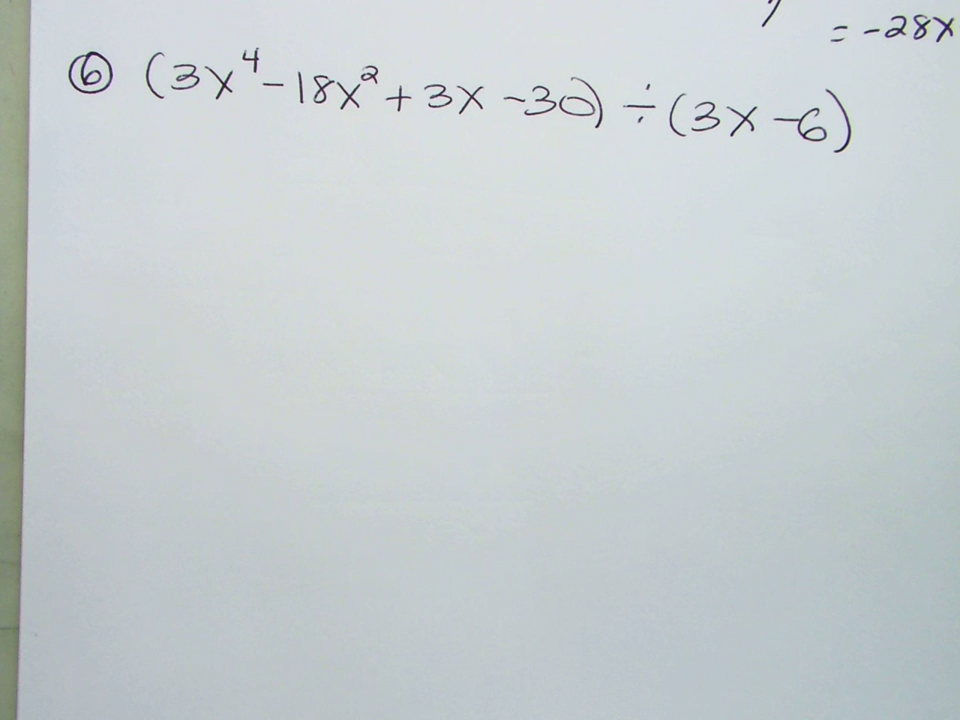 = -28x
⑥ (3x⁴ - 18x² + 3x - 30) ÷ (3x - 6)